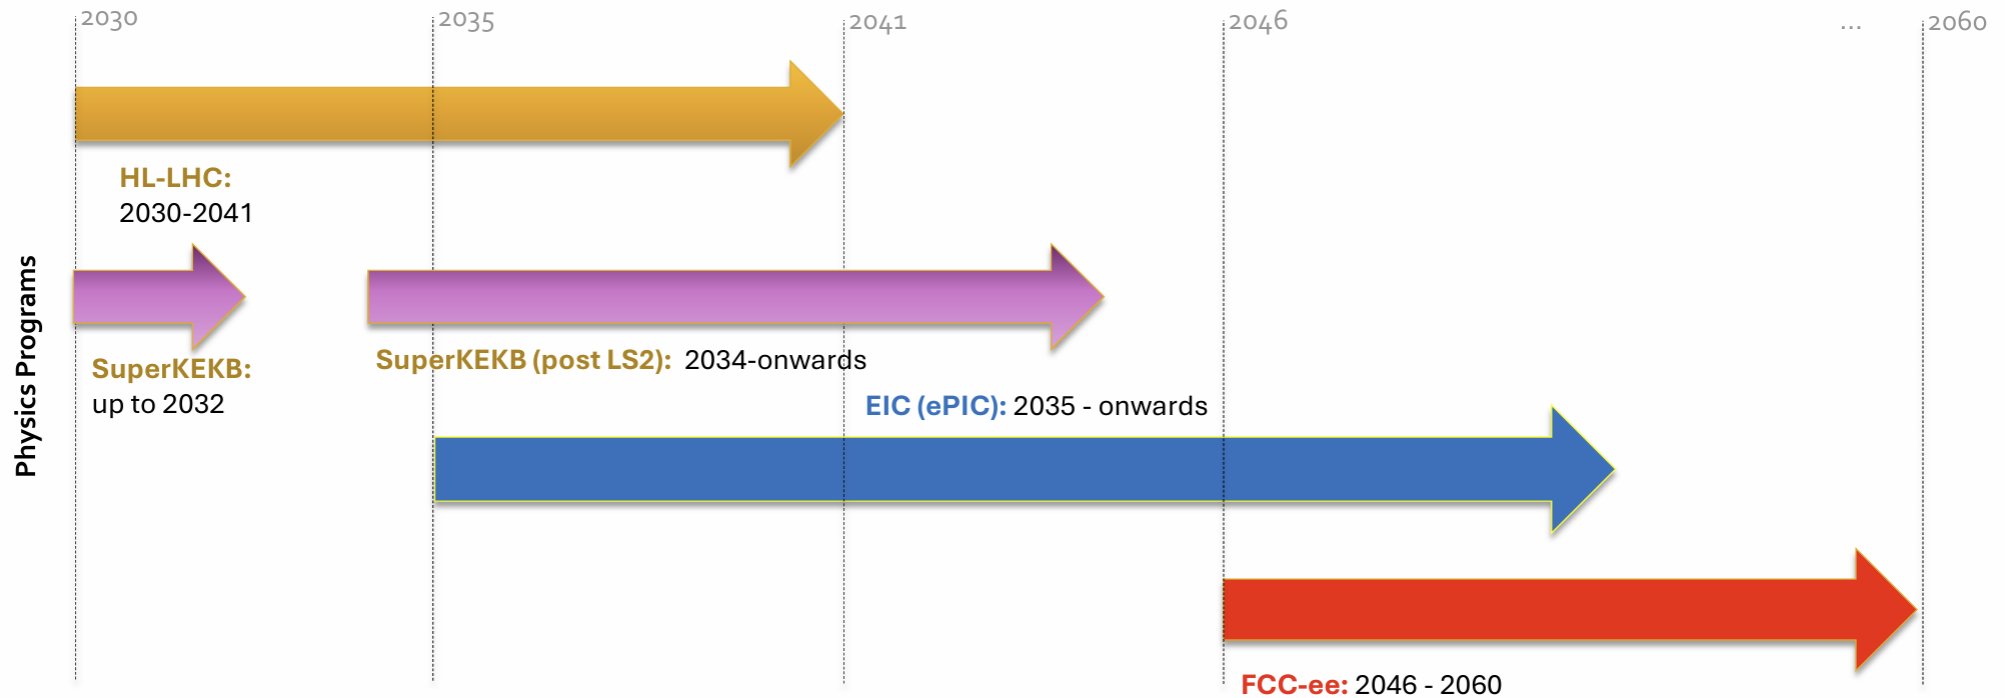 2030 2035 2041 2046 ... 2060
HL-LHC:
2030-2041
Physics Programs
SuperKEKB:
up to 2032
SuperKEKB (post LS2): 2034-onwards
EIC (ePIC): 2035 - onwards
FCC-ee: 2046 - 2060